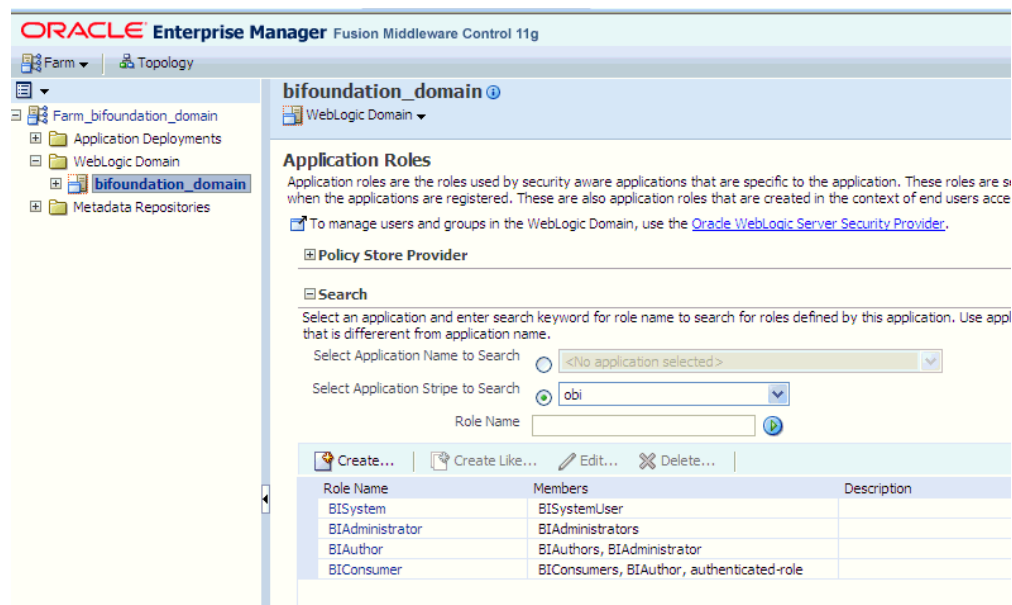 ORACLE Enterprise Manager Fusion Middleware Control 11g
Farm Topology
Farm_bifoundation_domain
Application Deployments
WebLogic Domain
bifoundation_domain
Metadata Repositories
bifoundation_domain
WebLogic Domain
Application Roles
Application roles are the roles used by security aware applications that are specific to the application. These roles are
when the applications are registered. These are also application roles that are created in the context of end users
To manage users and groups in the WebLogic Domain, use the Oracle WebLogic Server Security Provider.
Policy Store Provider
Search
Select an application and enter search keyword for role name to search for roles defined by this application. Use
that is differerent from application name.
Select Application Name to Search <No application selected>
Select Application Stripe to Search obi
Role Name
Create... Create Like... Edit... Delete...
Role Name Members Description
BISystem BISystemUser
BIAdministrator BIAdministrators
BIAuthor BIAuthors, BIAdministrator
BIConsumer BIConsumers, BIAuthor, authenticated-role